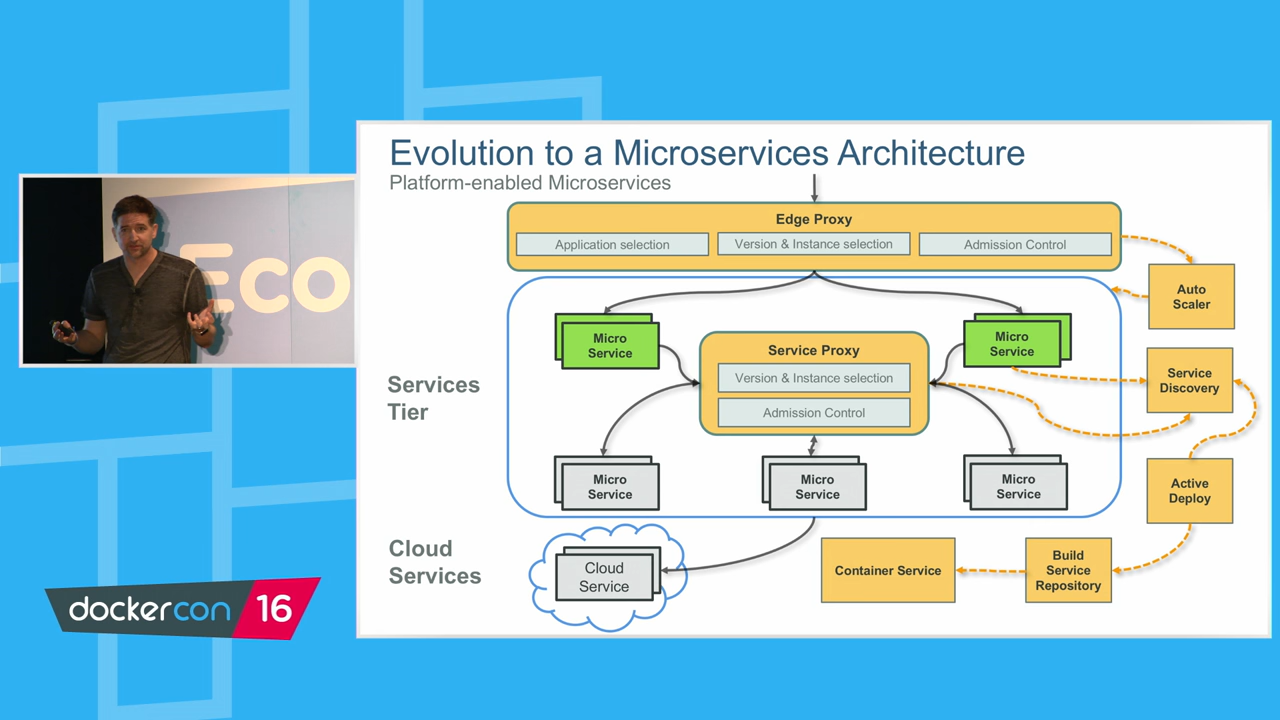 Evolution to a Microservices Architecture
Platform-enabled Microservices
Edge Proxy
Application selection
Version & Instance selection
Admission Control
Auto
Scaler
Micro
Service
Micro
Service
Service Proxy
Version & Instance selection
Admission Control
Service
Discovery
Services
Tier
Micro
Service
Micro
Service
Micro
Service
Active
Deploy
Cloud
Services
Cloud
Service
Container Service
Build
Service
Repository
Eco
dockercon 16